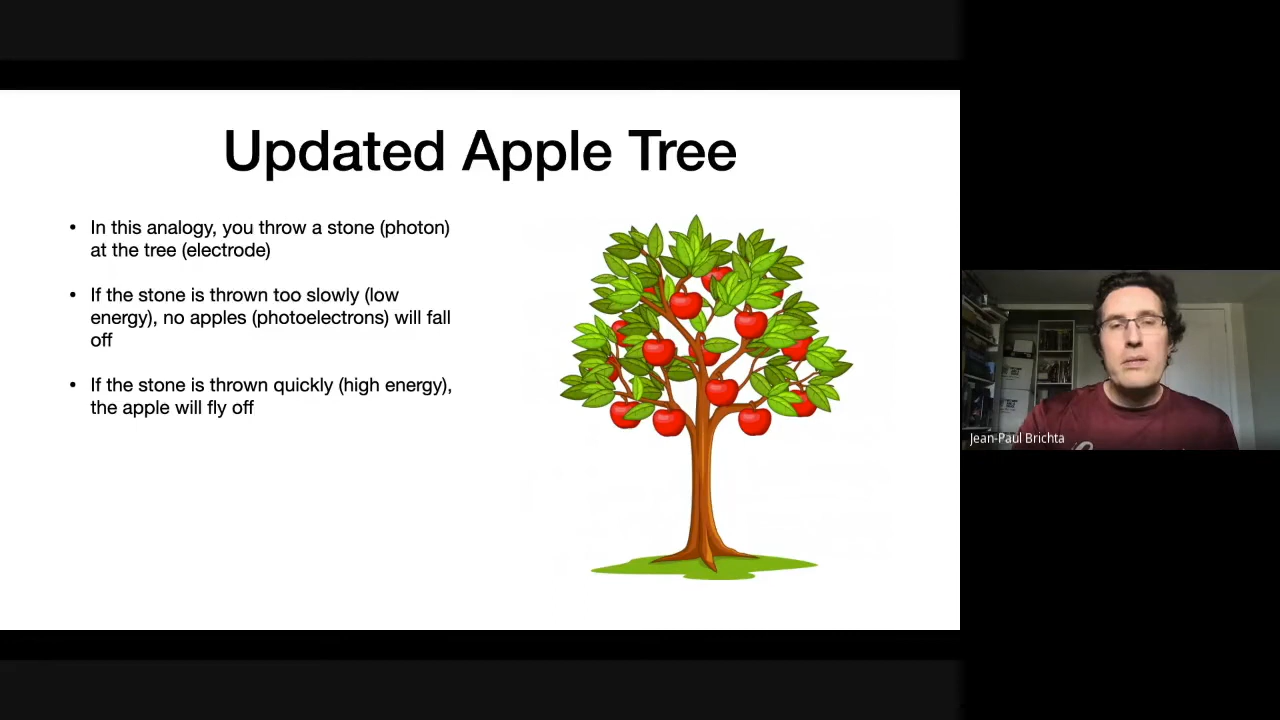 Updated Apple Tree
• In this analogy, you throw a stone (photon)
at the tree (electrode)
• If the stone is thrown too slowly (low
energy), no apples (photoelectrons) will fall
off
• If the stone is thrown quickly (high energy),
the apple will fly off
Jean-Paul Brichta